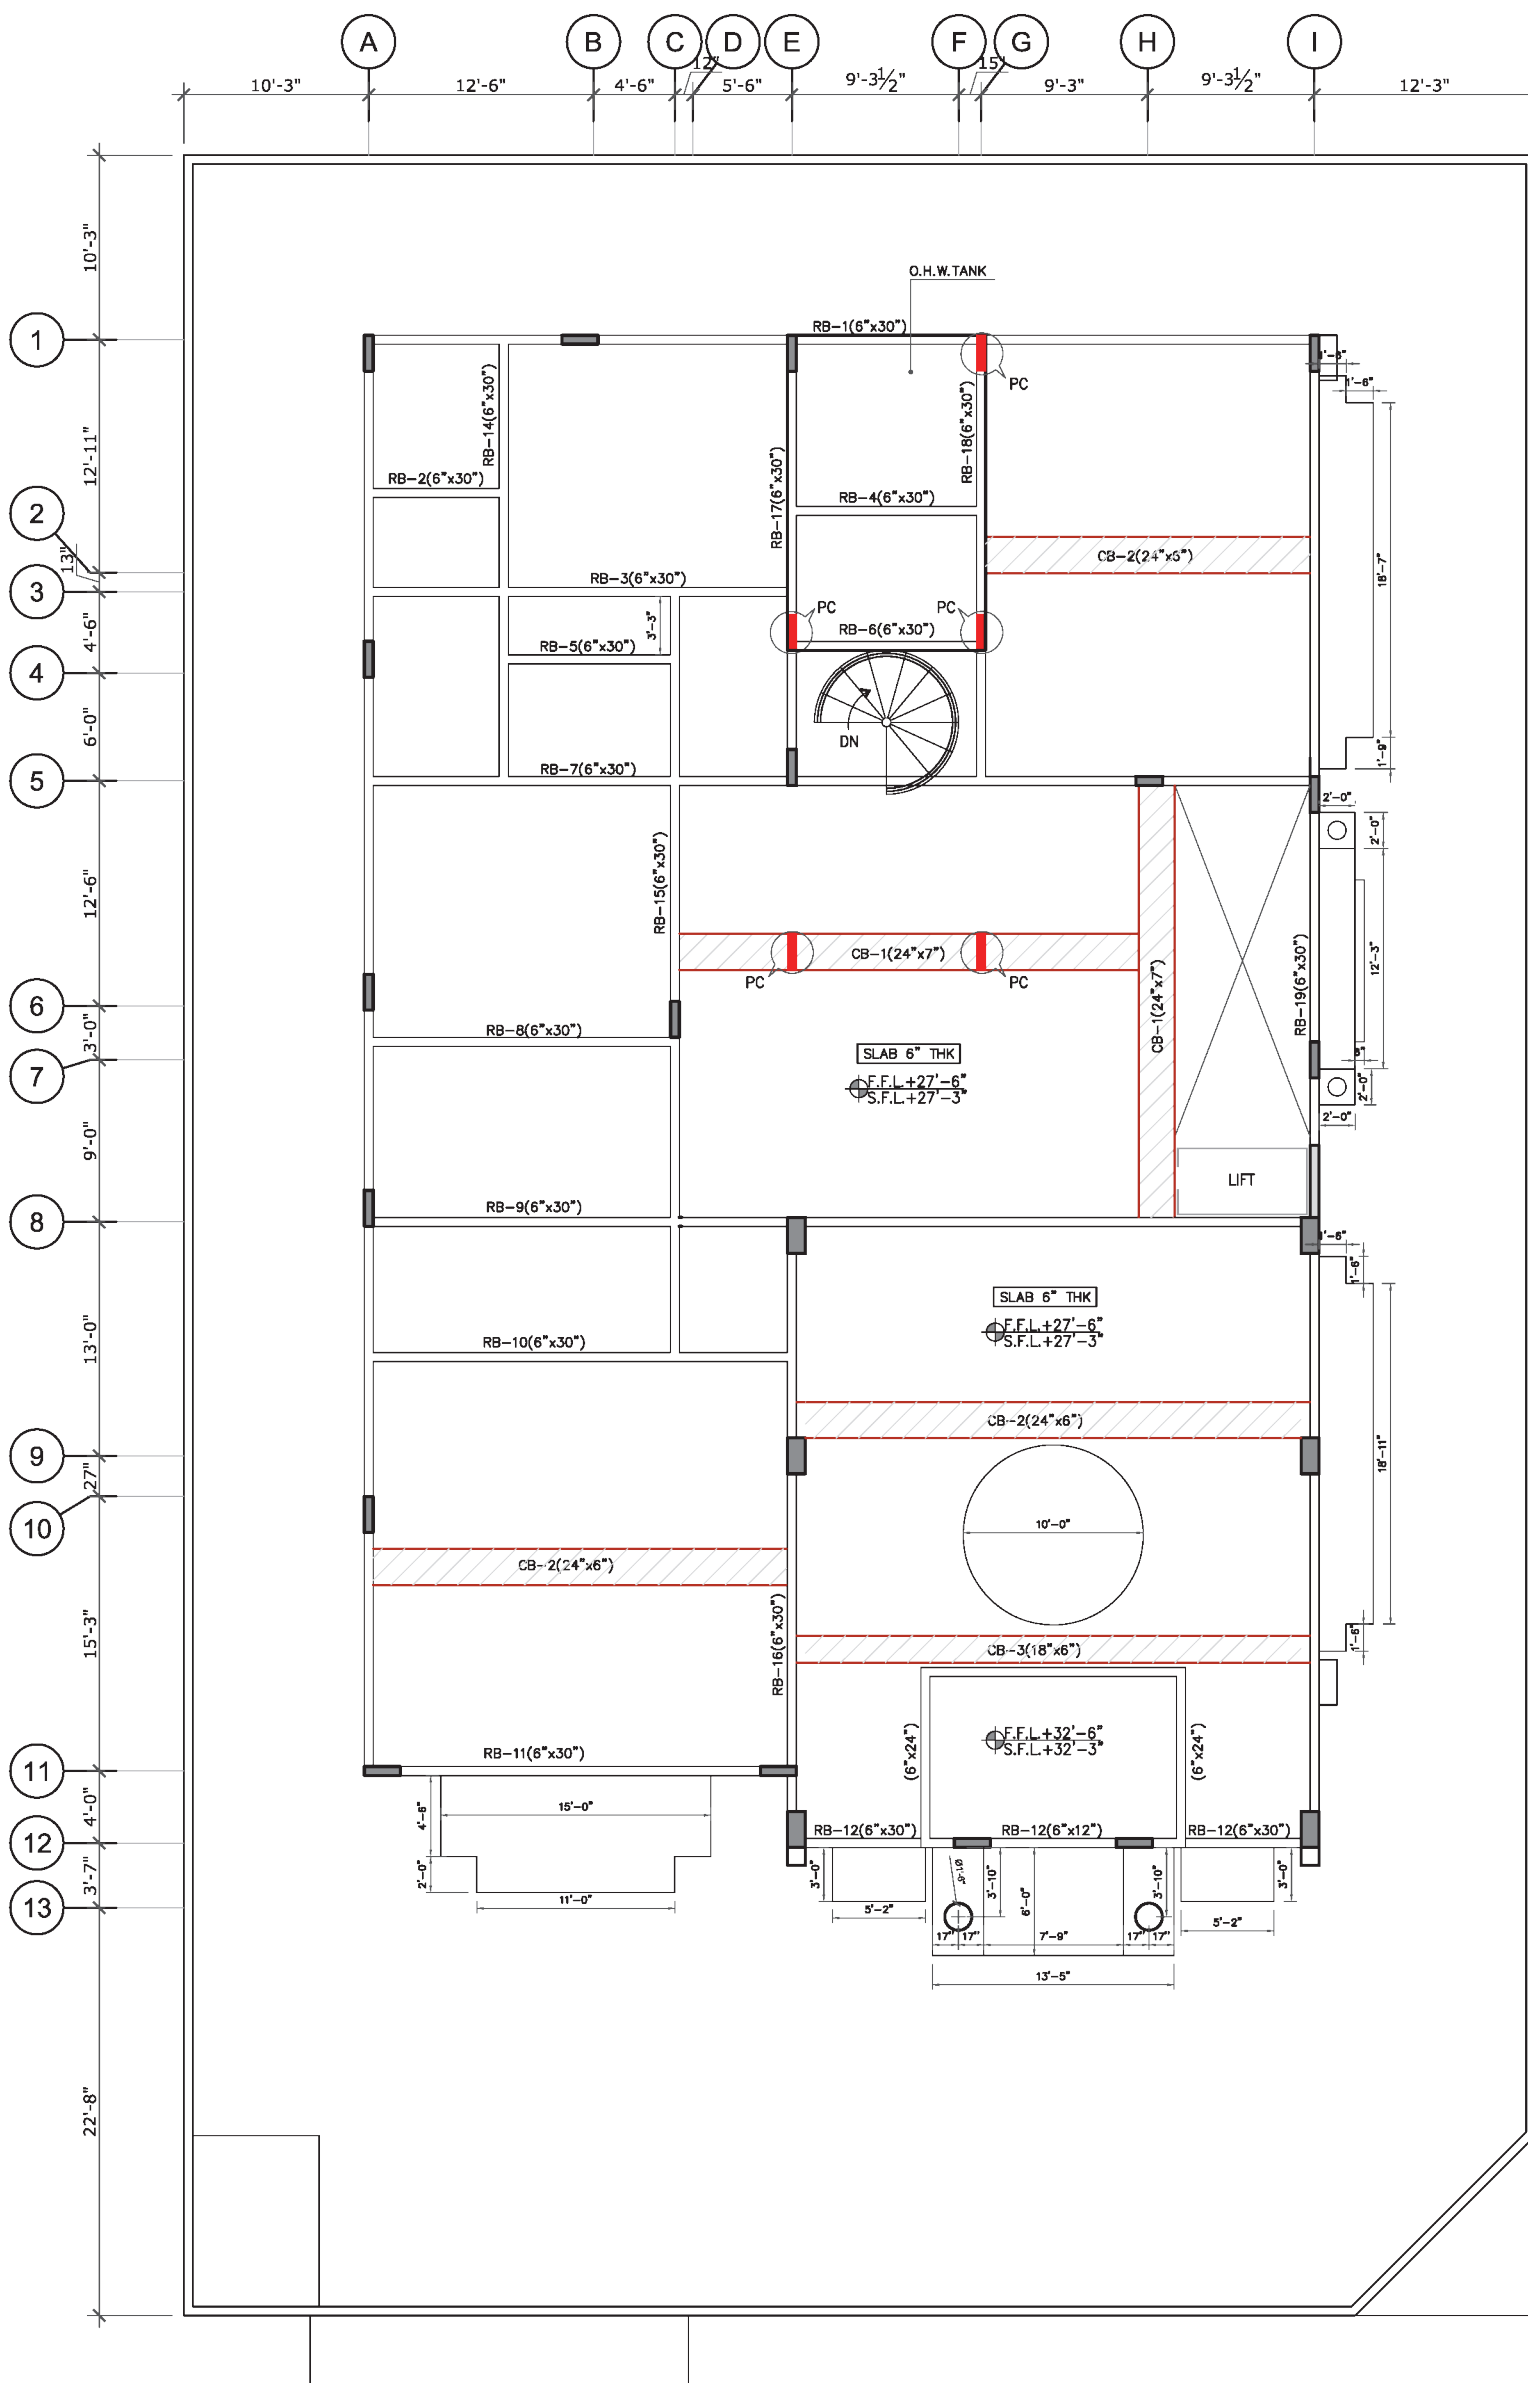 A B C D E F G H I
10'-3" 12'-6" 4'-6" 12" 5'-6" 9'-3½" 15" 9'-3" 9'-3½" 12'-3"
10'-3"
O.H.W.TANK
1
RB-1(6"x30")
PC
1'-6"
12'-11"
RB-14(6"x30")
RB-18(6"x30")
RB-2(6"x30")
RB-17(6"x30")
RB-4(6"x30")
2
13"
CB-2(24"x6")
18'-7"
3
RB-3(6"x30")
PC
PC
4'-6"
3'-3"
RB-6(6"x30")
RB-5(6"x30")
4
6'-0"
DN
1'-9"
RB-7(6"x30")
5
2'-0"
2'-0"
12'-6"
RB-15(6"x30")
CB-1(24"x7")
PC
PC
RB-19(6"x30")
12'-3"
CB-1(24"x7")
6
3'-0"
RB-8(6"x30")
SLAB 6" THK
7
F.F.L.+27'-6"
S.F.L.+27'-3"
2'-0"
2'-0"
9'-0"
LIFT
RB-9(6"x30")
8
1'-6"
13'-0"
SLAB 6" THK
F.F.L.+27'-6"
S.F.L.+27'-3"
RB-10(6"x30")
CB-2(24"x6")
9
27"
18'-11"
10
10'-0"
CB-2(24"x6")
15'-3"
RB-16(6"x30")
CB-3(18"x6")
1'-6"
F.F.L.+32'-6"
S.F.L.+32'-3"
(6"x24")
(6"x24")
11
RB-11(6"x30")
4'-0"
4'-6"
15'-0"
RB-12(6"x30") RB-12(6"x12") RB-12(6"x30")
12
3'-7"
2'-0"
11'-0"
3'-0"
3'-10"
6'-0"
3'-10"
3'-0"
13
5'-2"
5'-2"
17" 17" 7'-9" 17" 17"
13'-5"
22'-8"